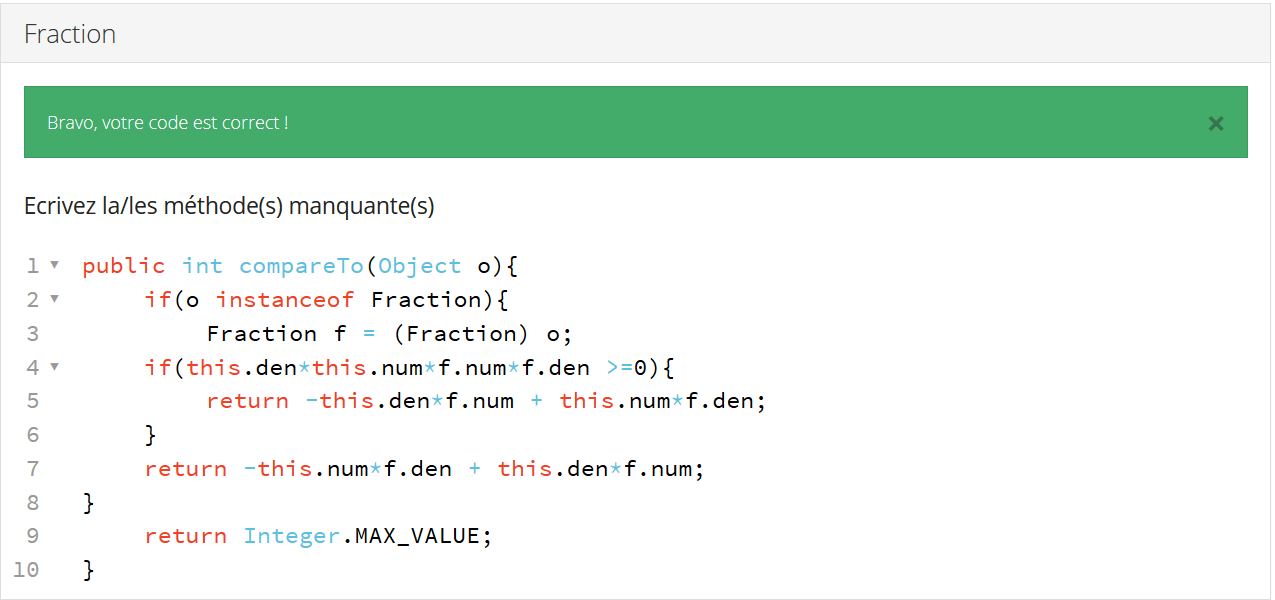 Fraction
Bravo, votre code est correct !
×
Ecrivez la/les méthode(s) manquante(s)
1 ▾ public int compareTo(Object o){
2 ▾ if(o instanceof Fraction){
3 Fraction f = (Fraction) o;
4 ▾ if(this.den*this.num*f.num*f.den >=0){
5 return -this.den*f.num + this.num*f.den;
6 }
7 return -this.num*f.den + this.den*f.num;
8 }
9 return Integer.MAX_VALUE;
10 }